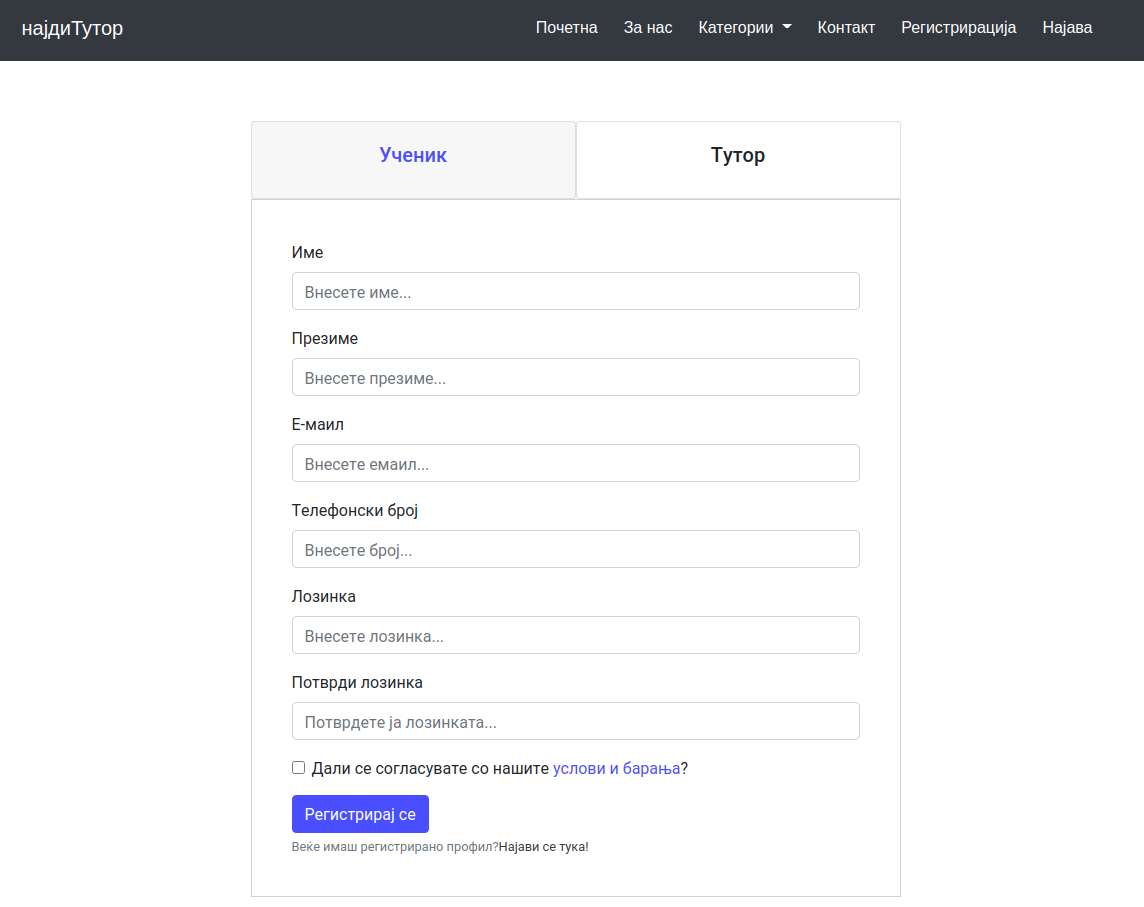 најдиТутор Почетна За нас Категории Контакт Регистрирација Најава
Ученик Тутор
Име
Внесете име...
Презиме
Внесете презиме...
Е-маил
Внесете емаил...
Телефонски број
Внесете број...
Лозинка
Внесете лозинка...
Потврди лозинка
Потврдете ја лозинката...
Дали се согласувате со нашите услови и барања?
Регистрирај се
Веќе имаш регистрирано профил?Најави се тука!